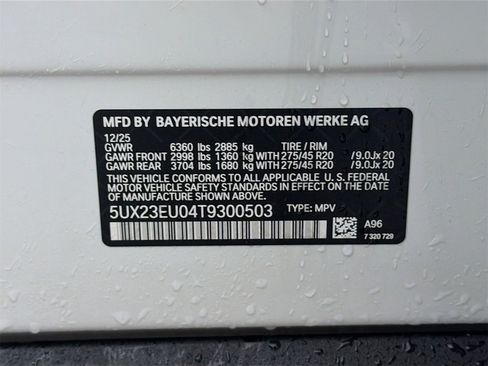 MFD BY BAYERISCHE MOTOREN WERKE AG
12/25
GVWR 6360 lbs 2885 kg TIRE / RIM
GAWR FRONT 2998 lbs 1360 kg WITH 275/45 R20 /9.0Jx 20
GAWR REAR 3704 lbs 1680 kg WITH 275/45 R20 /9.0Jx 20
THIS VEHICLE CONFORMS TO ALL APPLICABLE U. S. FEDERAL
MOTOR VEHICLE SAFETY STANDARDS IN EFFECT ON THE
DATE OF MANUFACTURE SHOWN ABOVE.
5UX23EU04T9300503 TYPE: MPV
A96
7 320 729